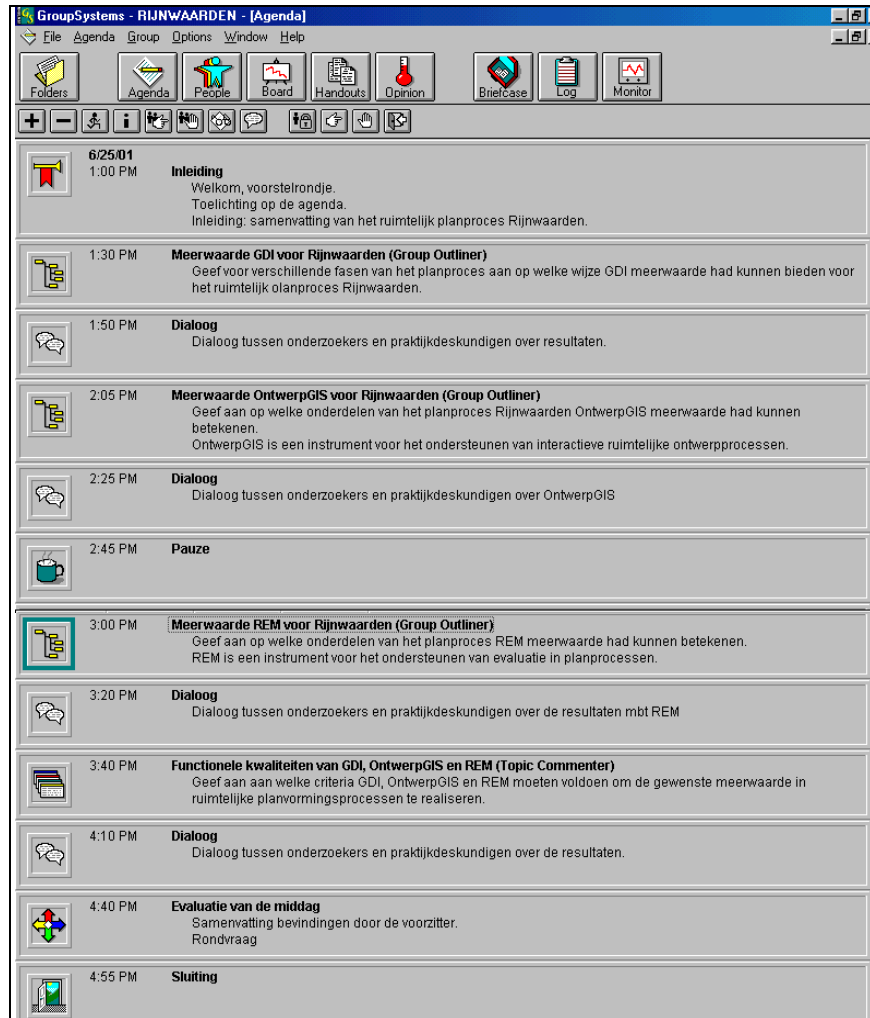 GroupSystems - RIJNWAARDEN - [Agenda]
File Agenda Group Options Window Help
Folders Agenda People Board Handouts Opinion Briefcase Log Monitor
6/25/01
1:00 PM Inleiding
Welkom, voorstelrondje.
Toelichting op de agenda.
Inleiding: samenvatting van het ruimtelijk planproces Rijnwaarden.
1:30 PM Meerwaarde GDI voor Rijnwaarden (Group Outliner)
Geef voor verschillende fasen van het planproces aan op welke wijze GDI meerwaarde had kunnen bieden voor
het ruimtelijk olanproces Rijnwaarden.
1:50 PM Dialoog
Dialoog tussen onderzoekers en praktijkdeskundigen over resultaten.
2:05 PM Meerwaarde OntwerpGIS voor Rijnwaarden (Group Outliner)
Geef aan op welke onderdelen van het planproces Rijnwaarden OntwerpGIS meerwaarde had kunnen
betekenen.
OntwerpGIS is een instrument voor het ondersteunen van interactieve ruimtelijke ontwerpprocessen.
2:25 PM Dialoog
Dialoog tussen onderzoekers en praktijkdeskundigen over OntwerpGIS
2:45 PM Pauze
3:00 PM Meerwaarde REM voor Rijnwaarden (Group Outliner)
Geef aan op welke onderdelen van het planproces REM meerwaarde had kunnen betekenen.
REM is een instrument voor het ondersteunen van evaluatie in planprocessen.
3:20 PM Dialoog
Dialoog tussen onderzoekers en praktijkdeskundigen over de resultaten mbt REM
3:40 PM Functionele kwaliteiten van GDI, OntwerpGIS en REM (Topic Commenter)
Geef aan aan welke criteria GDI, OntwerpGIS en REM moeten voldoen om de gewenste meerwaarde in
ruimtelijke planvormingsprocessen te realiseren.
4:10 PM Dialoog
Dialoog tussen onderzoekers en praktijkdeskundigen over de resultaten.
4:40 PM Evaluatie van de middag
Samenvatting bevindingen door de voorzitter.
Rondvraag
4:55 PM Sluiting